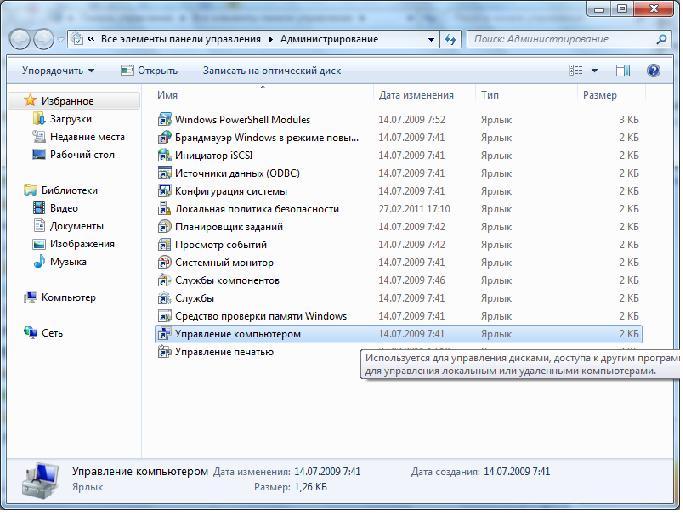 « Все элементы панели управления ▸ Администрирование
Поиск: Администрирование
Упорядочить Открыть Записать на оптический диск
Имя Дата изменения Тип Размер
Избранное
Загрузки
Недавние места
Рабочий стол
Библиотеки
Видео
Документы
Изображения
Музыка
Компьютер
Сеть
Windows PowerShell Modules 14.07.2009 7:52 Ярлык 3 КБ
Брандмауэр Windows в режиме повы... 14.07.2009 7:41 Ярлык 2 КБ
Инициатор iSCSI 14.07.2009 7:41 Ярлык 2 КБ
Источники данных (ODBC) 14.07.2009 7:41 Ярлык 2 КБ
Конфигурация системы 14.07.2009 7:41 Ярлык 2 КБ
Локальная политика безопасности 27.02.2011 17:10 Ярлык 2 КБ
Планировщик заданий 14.07.2009 7:42 Ярлык 2 КБ
Просмотр событий 14.07.2009 7:42 Ярлык 2 КБ
Системный монитор 14.07.2009 7:41 Ярлык 2 КБ
Службы компонентов 14.07.2009 7:46 Ярлык 2 КБ
Службы 14.07.2009 7:41 Ярлык 2 КБ
Средство проверки памяти Windows 14.07.2009 7:41 Ярлык 2 КБ
Управление компьютером 14.07.2009 7:41 Ярлык 2 КБ
Управление печатью
Используется для управления дисками, доступа к другим програм
для управления локальным или удаленными компьютерами.
Управление компьютером Дата изменения: 14.07.2009 7:41 Дата создания: 14.07.2009 7:41
Ярлык Размер: 1,26 КБ